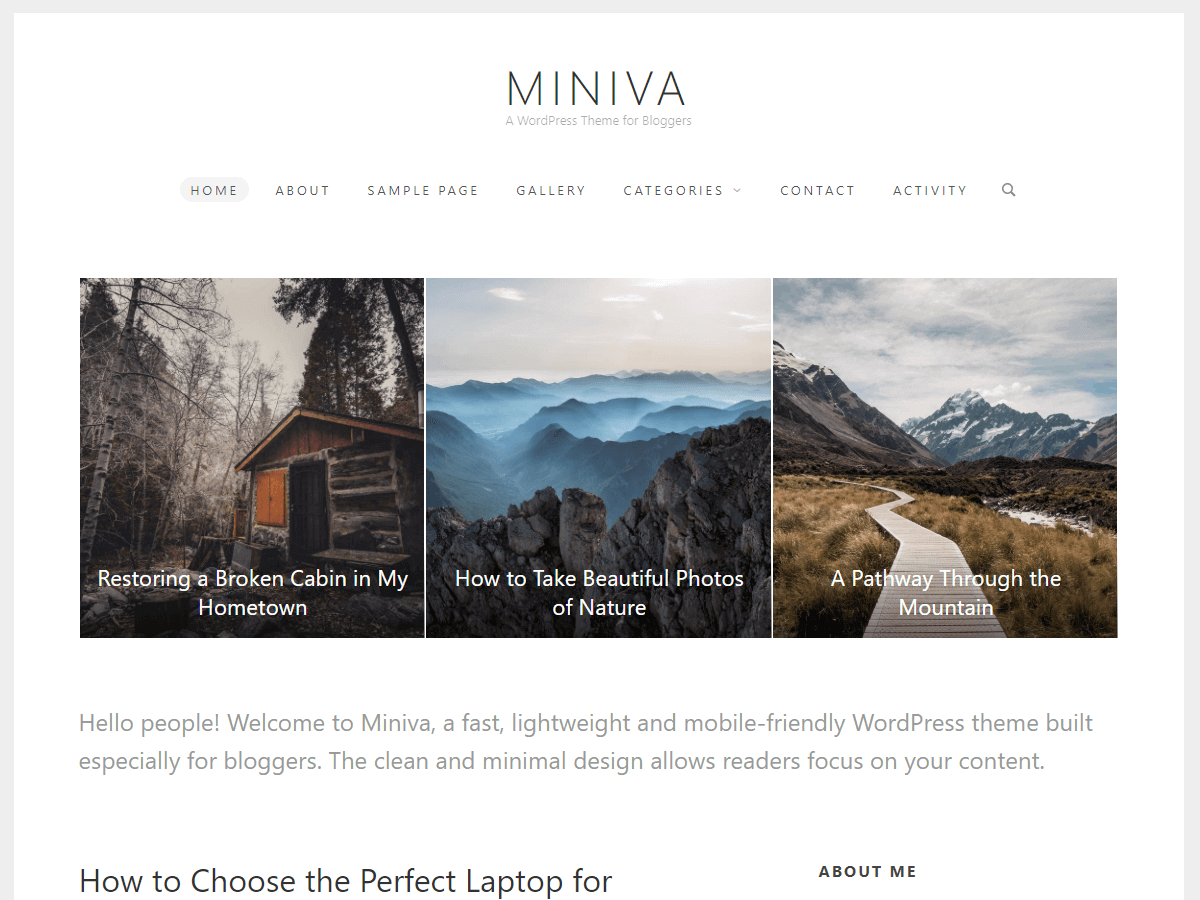 MINIVA
A WordPress Theme for Bloggers
HOME ABOUT SAMPLE PAGE GALLERY CATEGORIES CONTACT ACTIVITY
Restoring a Broken Cabin in My
Hometown
How to Take Beautiful Photos
of Nature
A Pathway Through the
Mountain
Hello people! Welcome to Miniva, a fast, lightweight and mobile-friendly WordPress theme built
especially for bloggers. The clean and minimal design allows readers focus on your content.
How to Choose the Perfect Laptop for
ABOUT ME